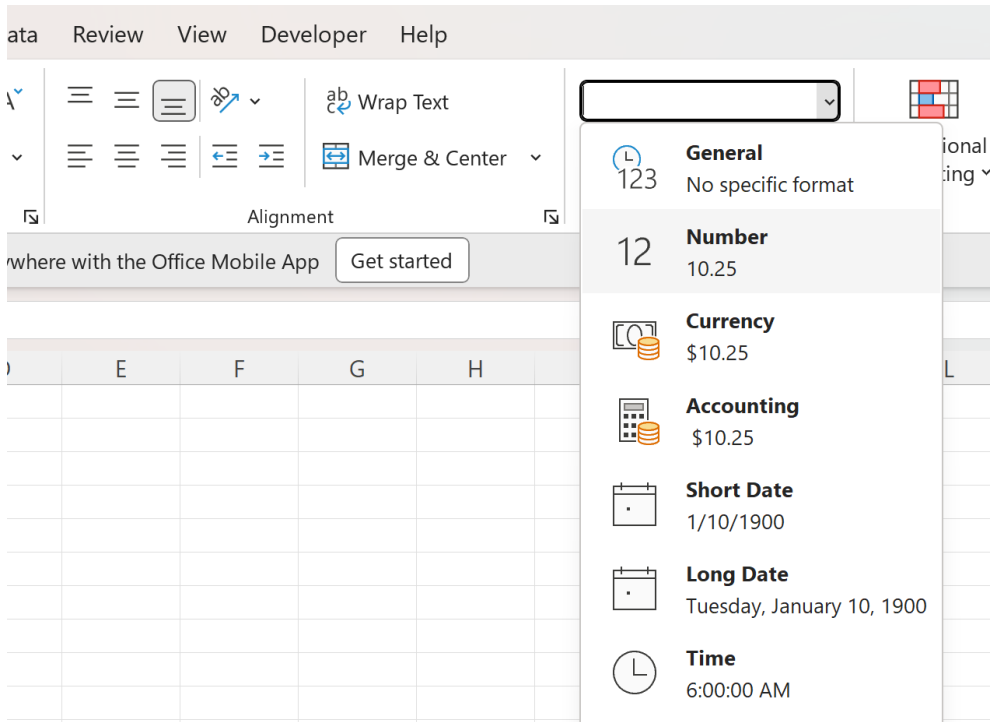 ata Review View Developer Help
ab
Wrap Text
Merge & Center
Alignment
ional
ting
ywhere with the Office Mobile App Get started
E F G H L
123
General
No specific format
12
Number
10.25
Currency
$10.25
Accounting
$10.25
Short Date
1/10/1900
Long Date
Tuesday, January 10, 1900
Time
6:00:00 AM